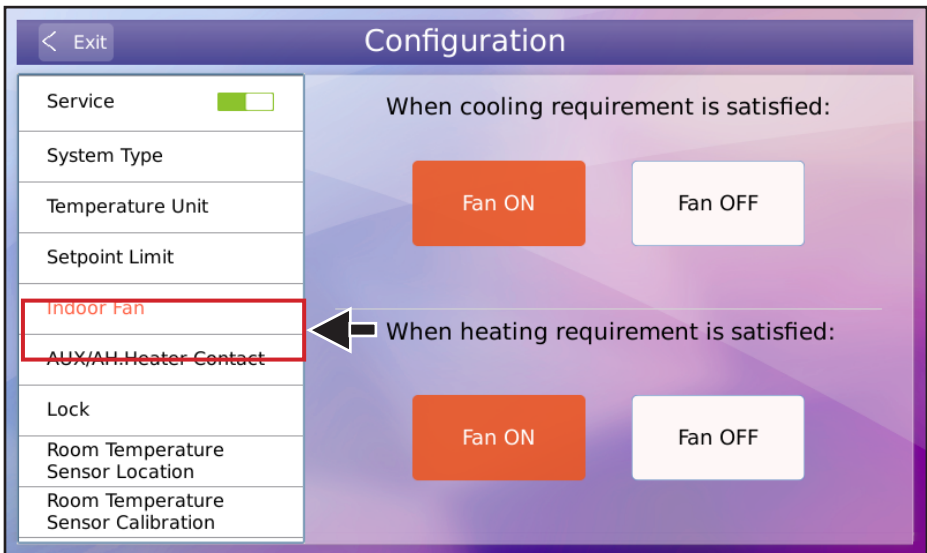 Exit
Configuration
Service
System Type
Temperature Unit
Setpoint Limit
Indoor Fan
AUX/AH.Heater Contact
Lock
Room Temperature
Sensor Location
Room Temperature
Sensor Calibration
When cooling requirement is satisfied:
Fan ON
Fan OFF
When heating requirement is satisfied:
Fan ON
Fan OFF